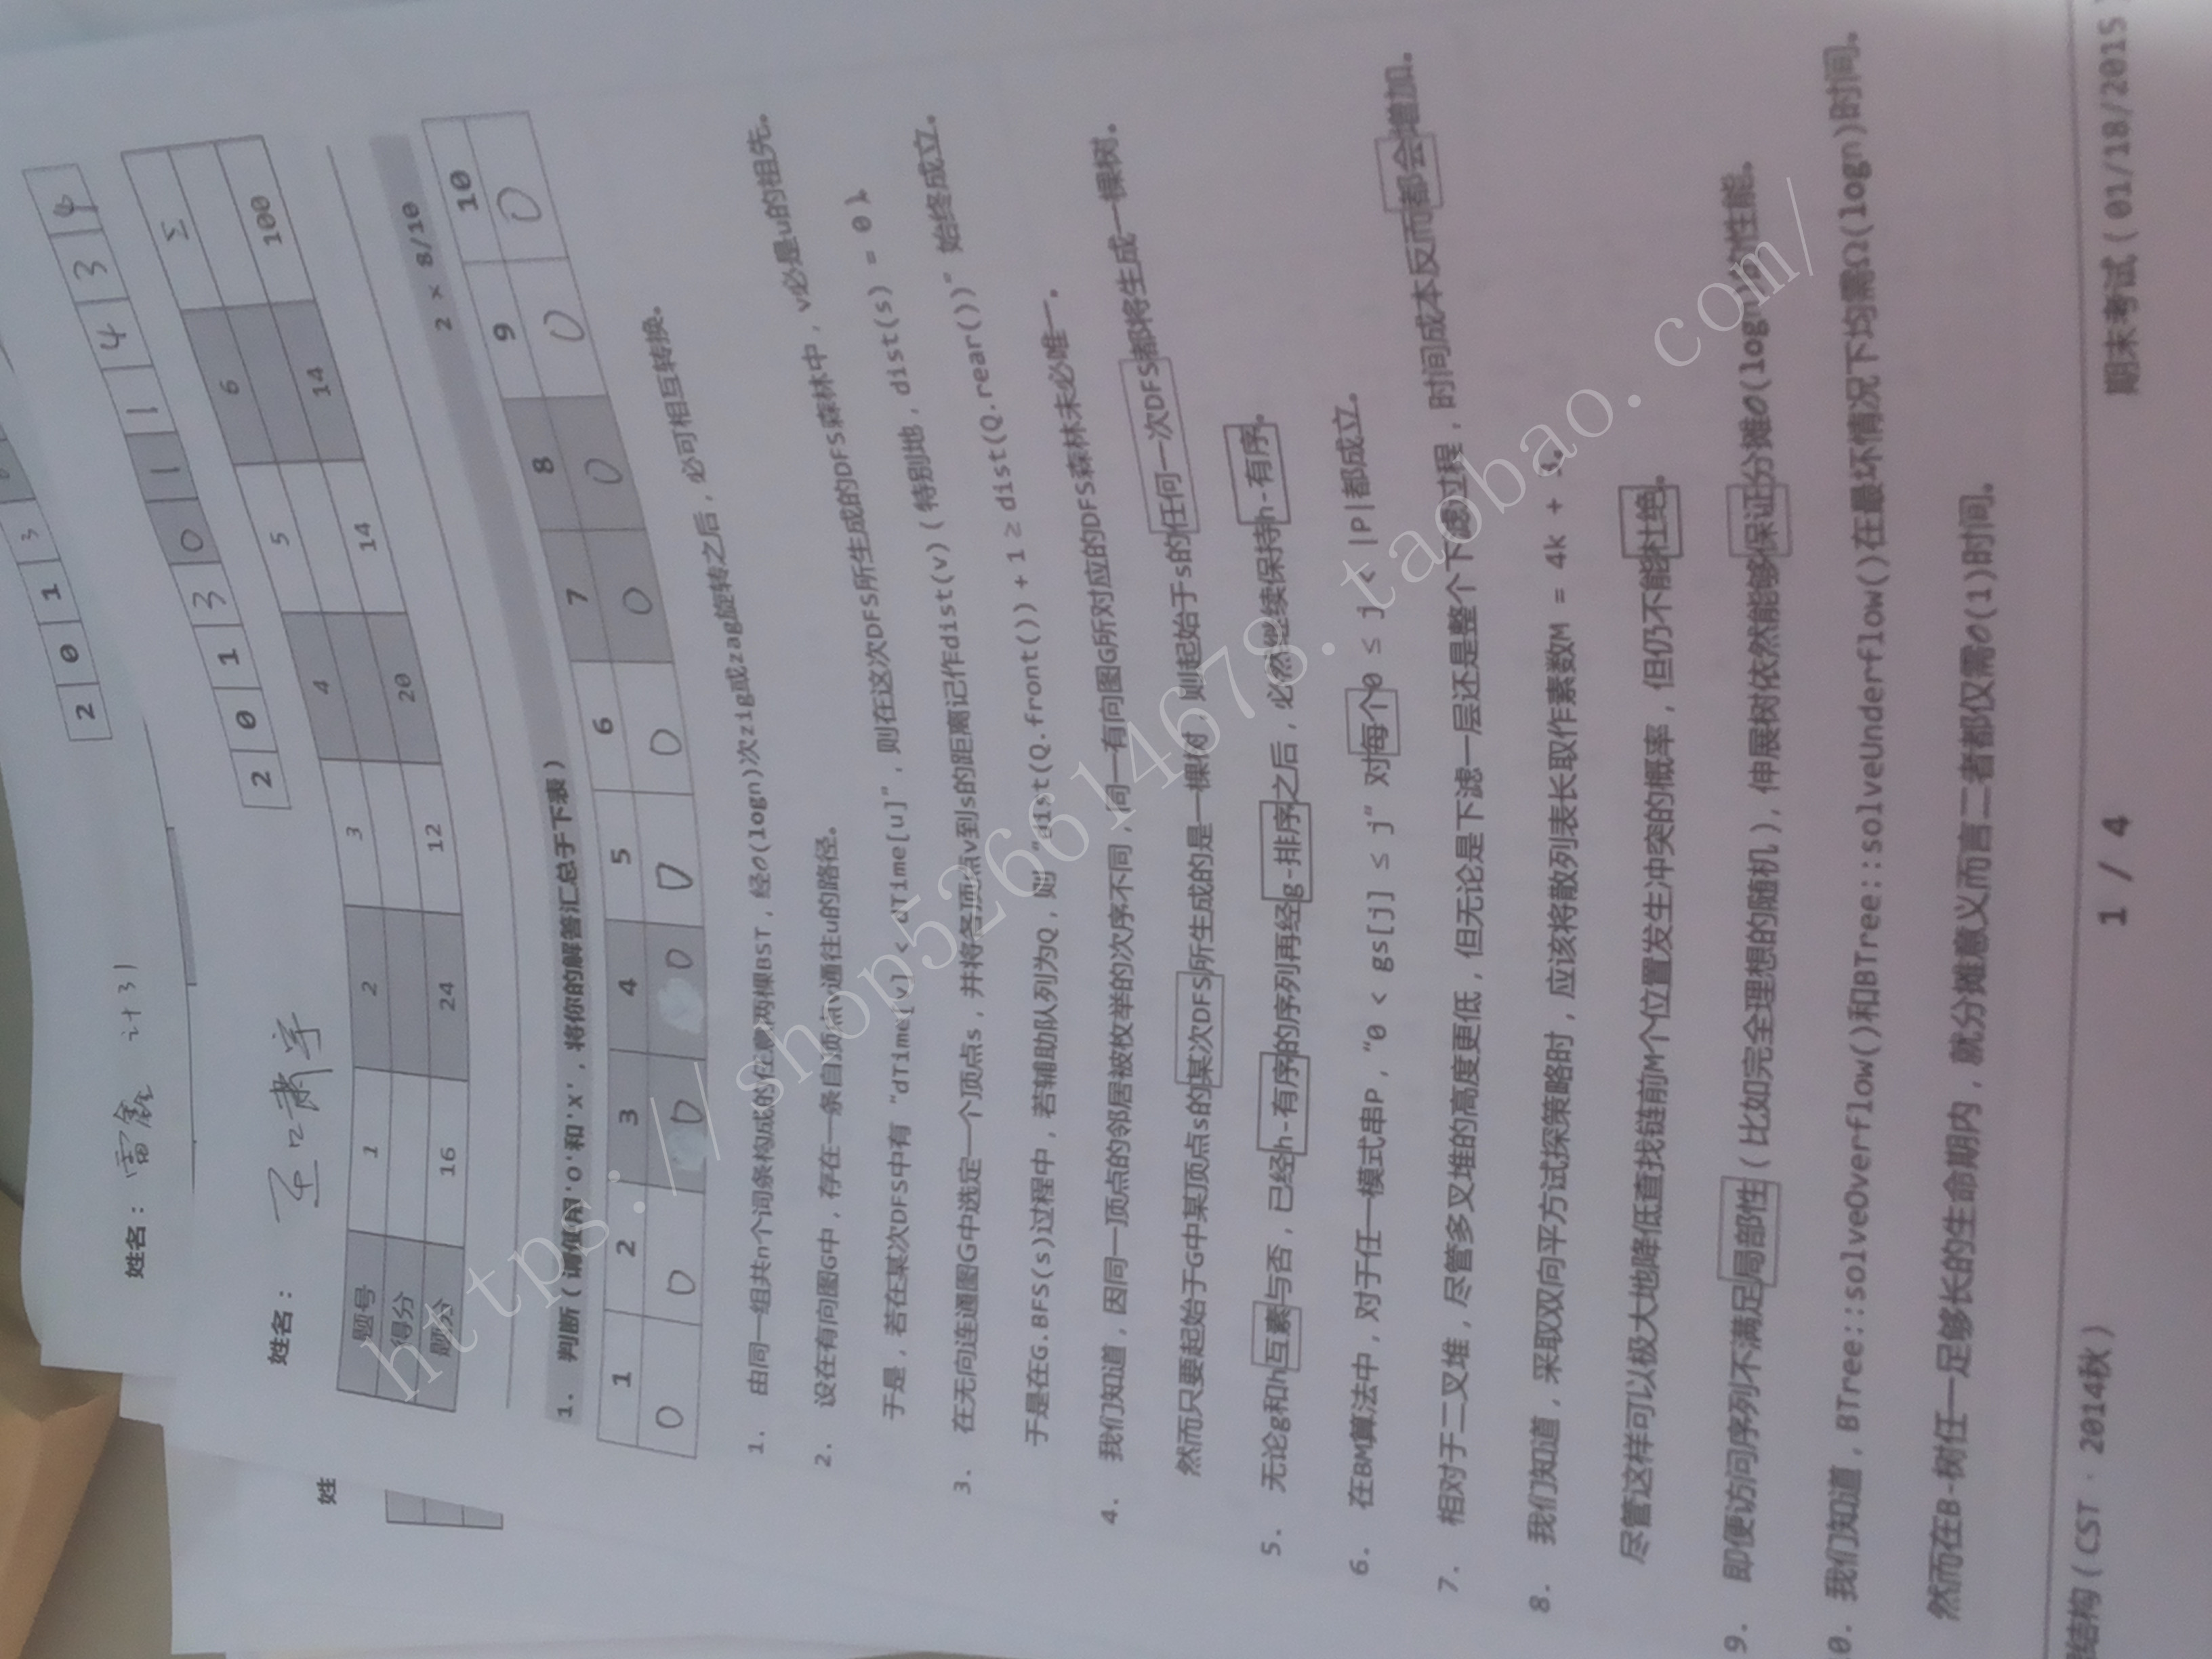 2 0 1 3
姓名： 雷鑫 计31
2 0 1 3 0 1 1 4 3 4
姓名： 王啸宇
姓
题号 1 2 3 4 5 6 Σ
得分
题分 16 24 12 20 14 14 100
1. 判断（请使用'O'和'X'，将你的解答汇总于下表） 2 × 8/10
1 2 3 4 5 6 7 8 9 10
O O O O O O O O O O
1. 由同一组共n个词条构成的任意两棵BST，经O(logn)次zig或zag旋转之后，必可相互转换。
2. 设在有向图G中，存在一条自顶点v通往u的路径。
于是，若在某次DFS中有“dTime[v] < dTime[u]”，则在这次DFS所生成的DFS森林中，v必是u的祖先。
3. 在无向连通图G中选定一个顶点s，并将各顶点v到s的距离记作dist(v)（特别地，dist(s) = 0）。
于是在G.BFS(s)过程中，若辅助队列为Q，则“dist(Q.front()) + 1 ≥ dist(Q.rear())”始终成立。
4. 我们知道，因同一顶点的邻居被枚举的次序不同，同一有向图G所对应的DFS森林未必唯一。
然而只要起始于G中某顶点s的某次DFS所生成的是一棵树，则起始于s的任何一次DFS都将生成一棵树。
5. 无论g和h互素与否，已经h-有序的序列再经g-排序之后，必然继续保持h-有序。
6. 在BM算法中，对于任一模式串P，“0 < gs[j] ≤ j”对每个0 ≤ j < |P|都成立。
7. 相对于二叉堆，尽管多叉堆的高度更低，但无论是下滤一层还是整个下滤过程，时间成本反而都会增加。
8. 我们知道，采取双向平方试探策略时，应该将散列表长取作素数M = 4k + 3。
尽管这样可以极大地降低查找链前M个位置发生冲突的概率，但仍不能杜绝。
9. 即便访问序列不满足局部性（比如完全理想的随机），伸展树依然能够保证分摊O(logn)的性能。
10. 我们知道，BTree::solveOverflow()和BTree::solveUnderflow()在最坏情况下均需Ω(logn)时间。
然而在B-树任一足够长的生命期内，就分摊意义而言二者都仅需O(1)时间。
结构（CST · 2014秋） 1 / 4 期末考试（01/18/2015
https://shop526614678.taobao.com/